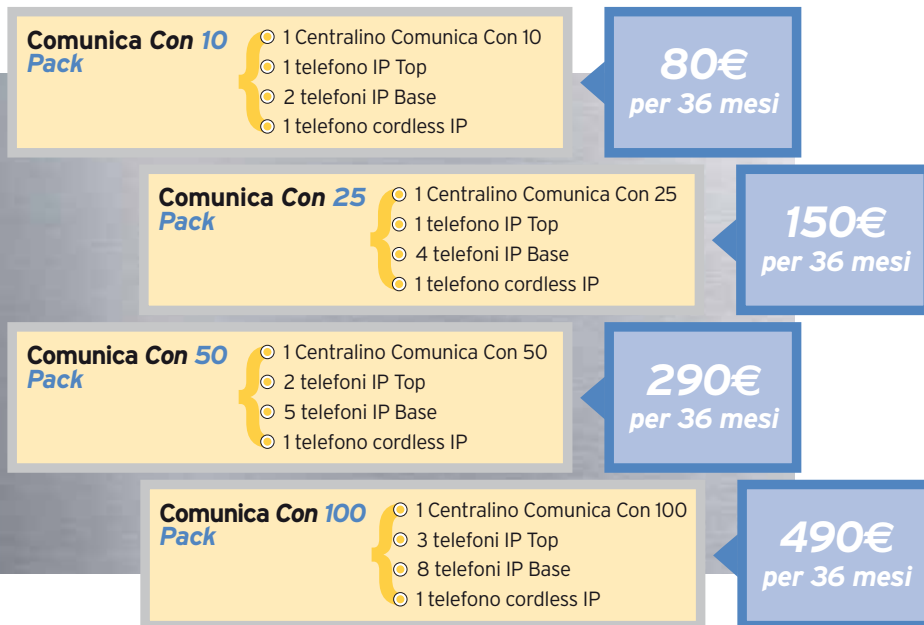 Comunica Con 10
Pack
1 Centralino Comunica Con 10
1 telefono IP Top
2 telefoni IP Base
1 telefono cordless IP
80€
per 36 mesi
Comunica Con 25
Pack
1 Centralino Comunica Con 25
1 telefono IP Top
4 telefoni IP Base
1 telefono cordless IP
150€
per 36 mesi
Comunica Con 50
Pack
1 Centralino Comunica Con 50
2 telefoni IP Top
5 telefoni IP Base
1 telefono cordless IP
290€
per 36 mesi
Comunica Con 100
Pack
1 Centralino Comunica Con 100
3 telefoni IP Top
8 telefoni IP Base
1 telefono cordless IP
490€
per 36 mesi